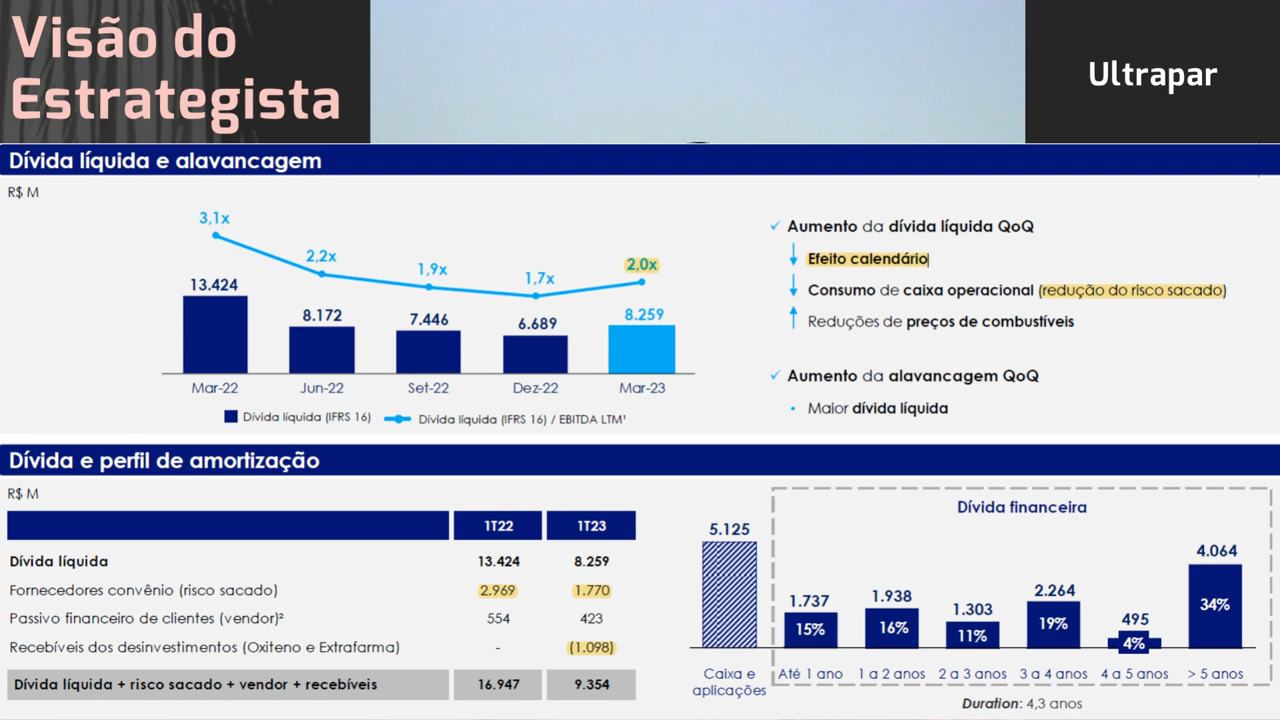 Visão do
Estrategista
Ultrapar
Dívida líquida e alavancagem
R$ M
3,1x
2,2x
1,9x
1,7x
2,0x
13.424
8.172
7.446
6.689
8.259
Mar-22
Jun-22
Set-22
Dez-22
Mar-23
Dívida líquida (IFRS 16)
Dívida líquida (IFRS 16) / EBITDA LTM¹
✓ Aumento da dívida líquida QoQ
↓ Efeito calendário
↓ Consumo de caixa operacional (redução do risco sacado)
↑ Reduções de preços de combustíveis
✓ Aumento da alavancagem QoQ
• Maior dívida líquida
Dívida e perfil de amortização
R$ M
1T22 1T23
Dívida líquida 13.424 8.259
Fornecedores convênio (risco sacado) 2.969 1.770
Passivo financeiro de clientes (vendor)² 554 423
Recebíveis dos desinvestimentos (Oxiteno e Extrafarma) - (1.098)
Dívida líquida + risco sacado + vendor + recebíveis 16.947 9.354
Dívida financeira
5.125
1.737
1.938
1.303
2.264
495
4.064
15%
16%
11%
19%
4%
34%
Caixa e
aplicações
Até 1 ano
1 a 2 anos
2 a 3 anos
3 a 4 anos
4 a 5 anos
> 5 anos
Duration: 4,3 anos